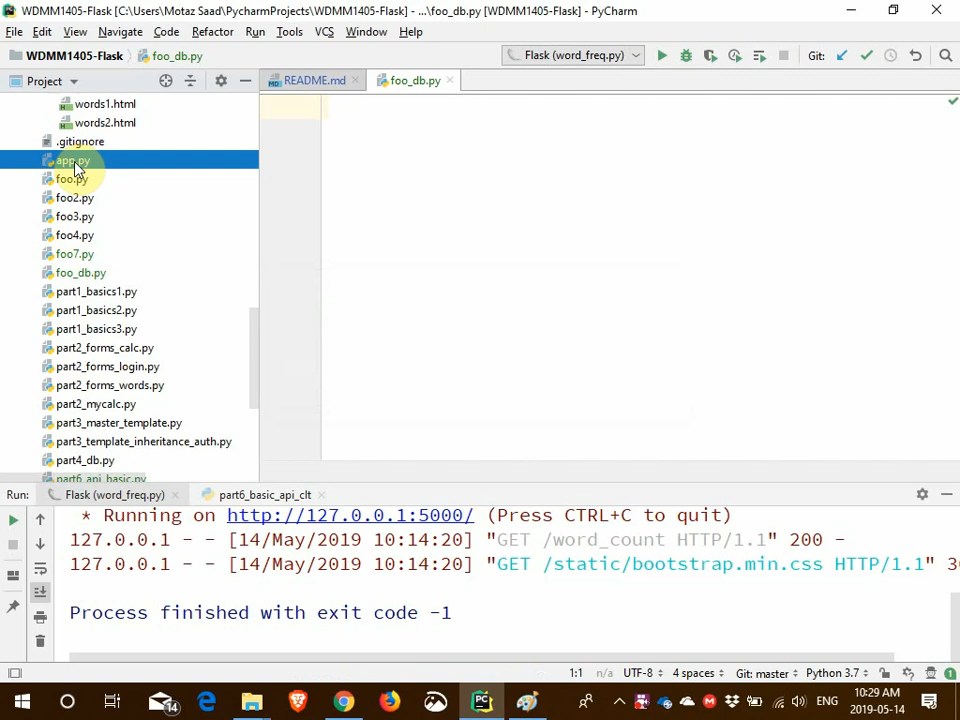 WDMM1405-Flask [C:\Users\Motaz Saad\PycharmProjects\WDMM1405-Flask] - ...\foo_db.py [WDMM1405-Flask] - PyCharm
File Edit View Navigate Code Refactor Run Tools VCS Window Help
WDMM1405-Flask foo_db.py Flask (word_freq.py) Git:
Project README.md foo_db.py
words1.html
words2.html
.gitignore
app.py
foo.py
foo2.py
foo3.py
foo4.py
foo7.py
foo_db.py
part1_basics1.py
part1_basics2.py
part1_basics3.py
part2_forms_calc.py
part2_forms_login.py
part2_forms_words.py
part2_mycalc.py
part3_master_template.py
part3_template_inheritance_auth.py
part4_db.py
part6_api_basic.py
Run: Flask (word_freq.py) part6_basic_api_clt
* Running on http://127.0.0.1:5000/ (Press CTRL+C to quit)
127.0.0.1 - - [14/May/2019 10:14:20] "GET /word_count HTTP/1.1" 200 -
127.0.0.1 - - [14/May/2019 10:14:20] "GET /static/bootstrap.min.css HTTP/1.1"
Process finished with exit code -1
1:1 n/a UTF-8 4 spaces Git: master Python 3.7 1
14 ENG 10:29 AM
2019-05-14